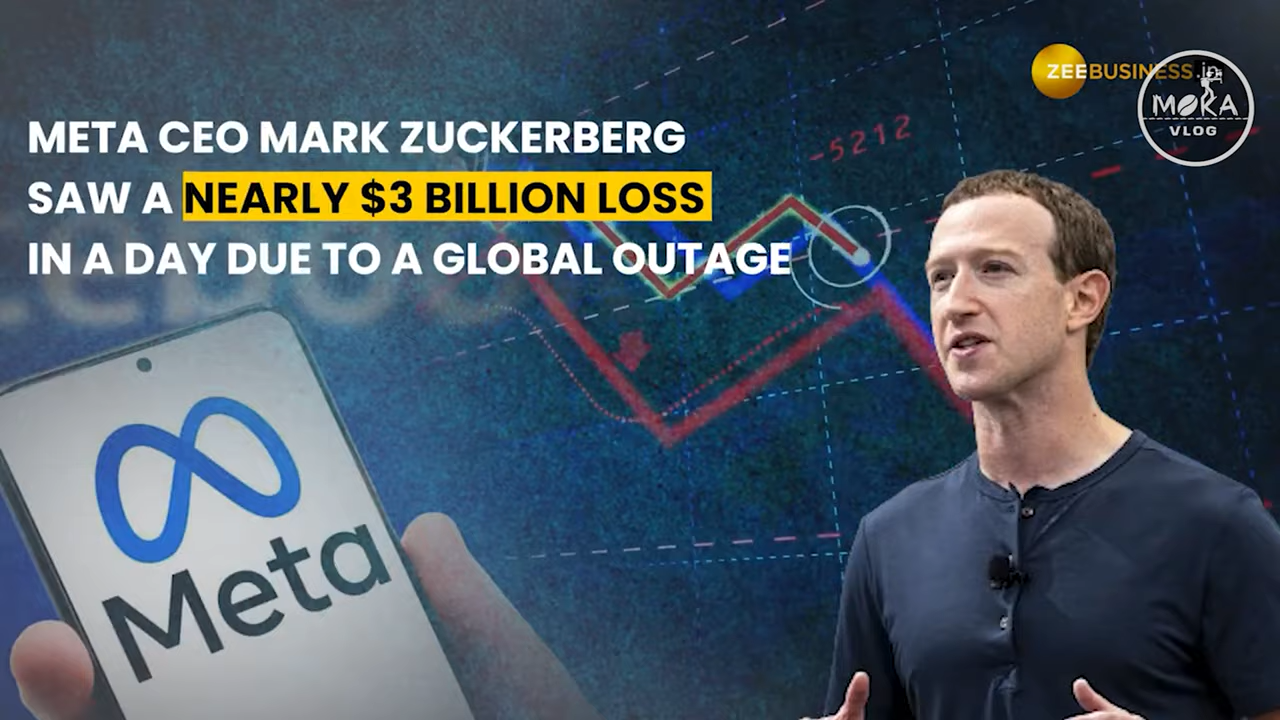 ZEEBUSINESS.in
MOKA
VLOG
META CEO MARK ZUCKERBERG
SAW A NEARLY $3 BILLION LOSS
IN A DAY DUE TO A GLOBAL OUTAGE
-5212
Meta